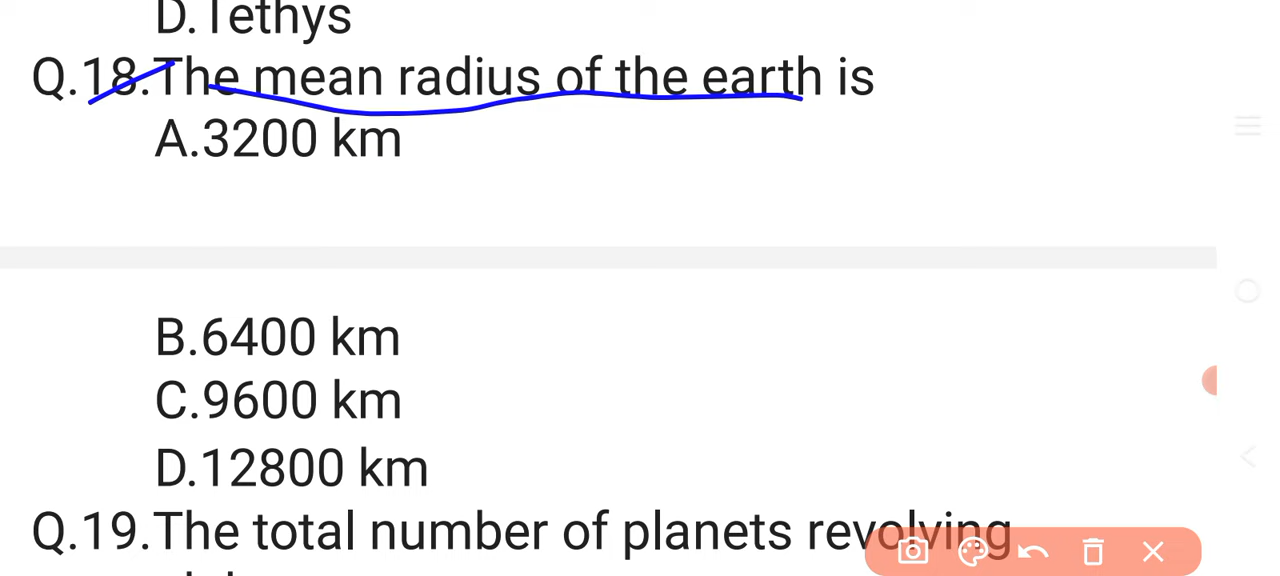 D.Tethys
Q.18.The mean radius of the earth is
A.3200 km
B.6400 km
C.9600 km
D.12800 km
Q.19.The total number of planets revolving